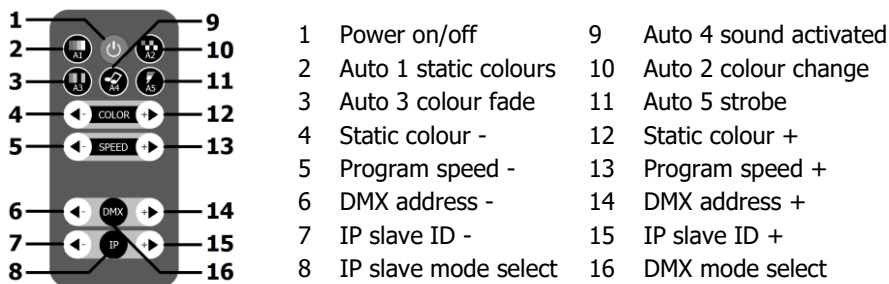 1 9
2 A1 A2 10
3 A3 A4 A5 11
4 - COLOR + 12
5 - SPEED + 13
6 - DMX + 14
7 - IP + 15
8 16
1 Power on/off 9 Auto 4 sound activated
2 Auto 1 static colours 10 Auto 2 colour change
3 Auto 3 colour fade 11 Auto 5 strobe
4 Static colour - 12 Static colour +
5 Program speed - 13 Program speed +
6 DMX address - 14 DMX address +
7 IP slave ID - 15 IP slave ID +
8 IP slave mode select 16 DMX mode select